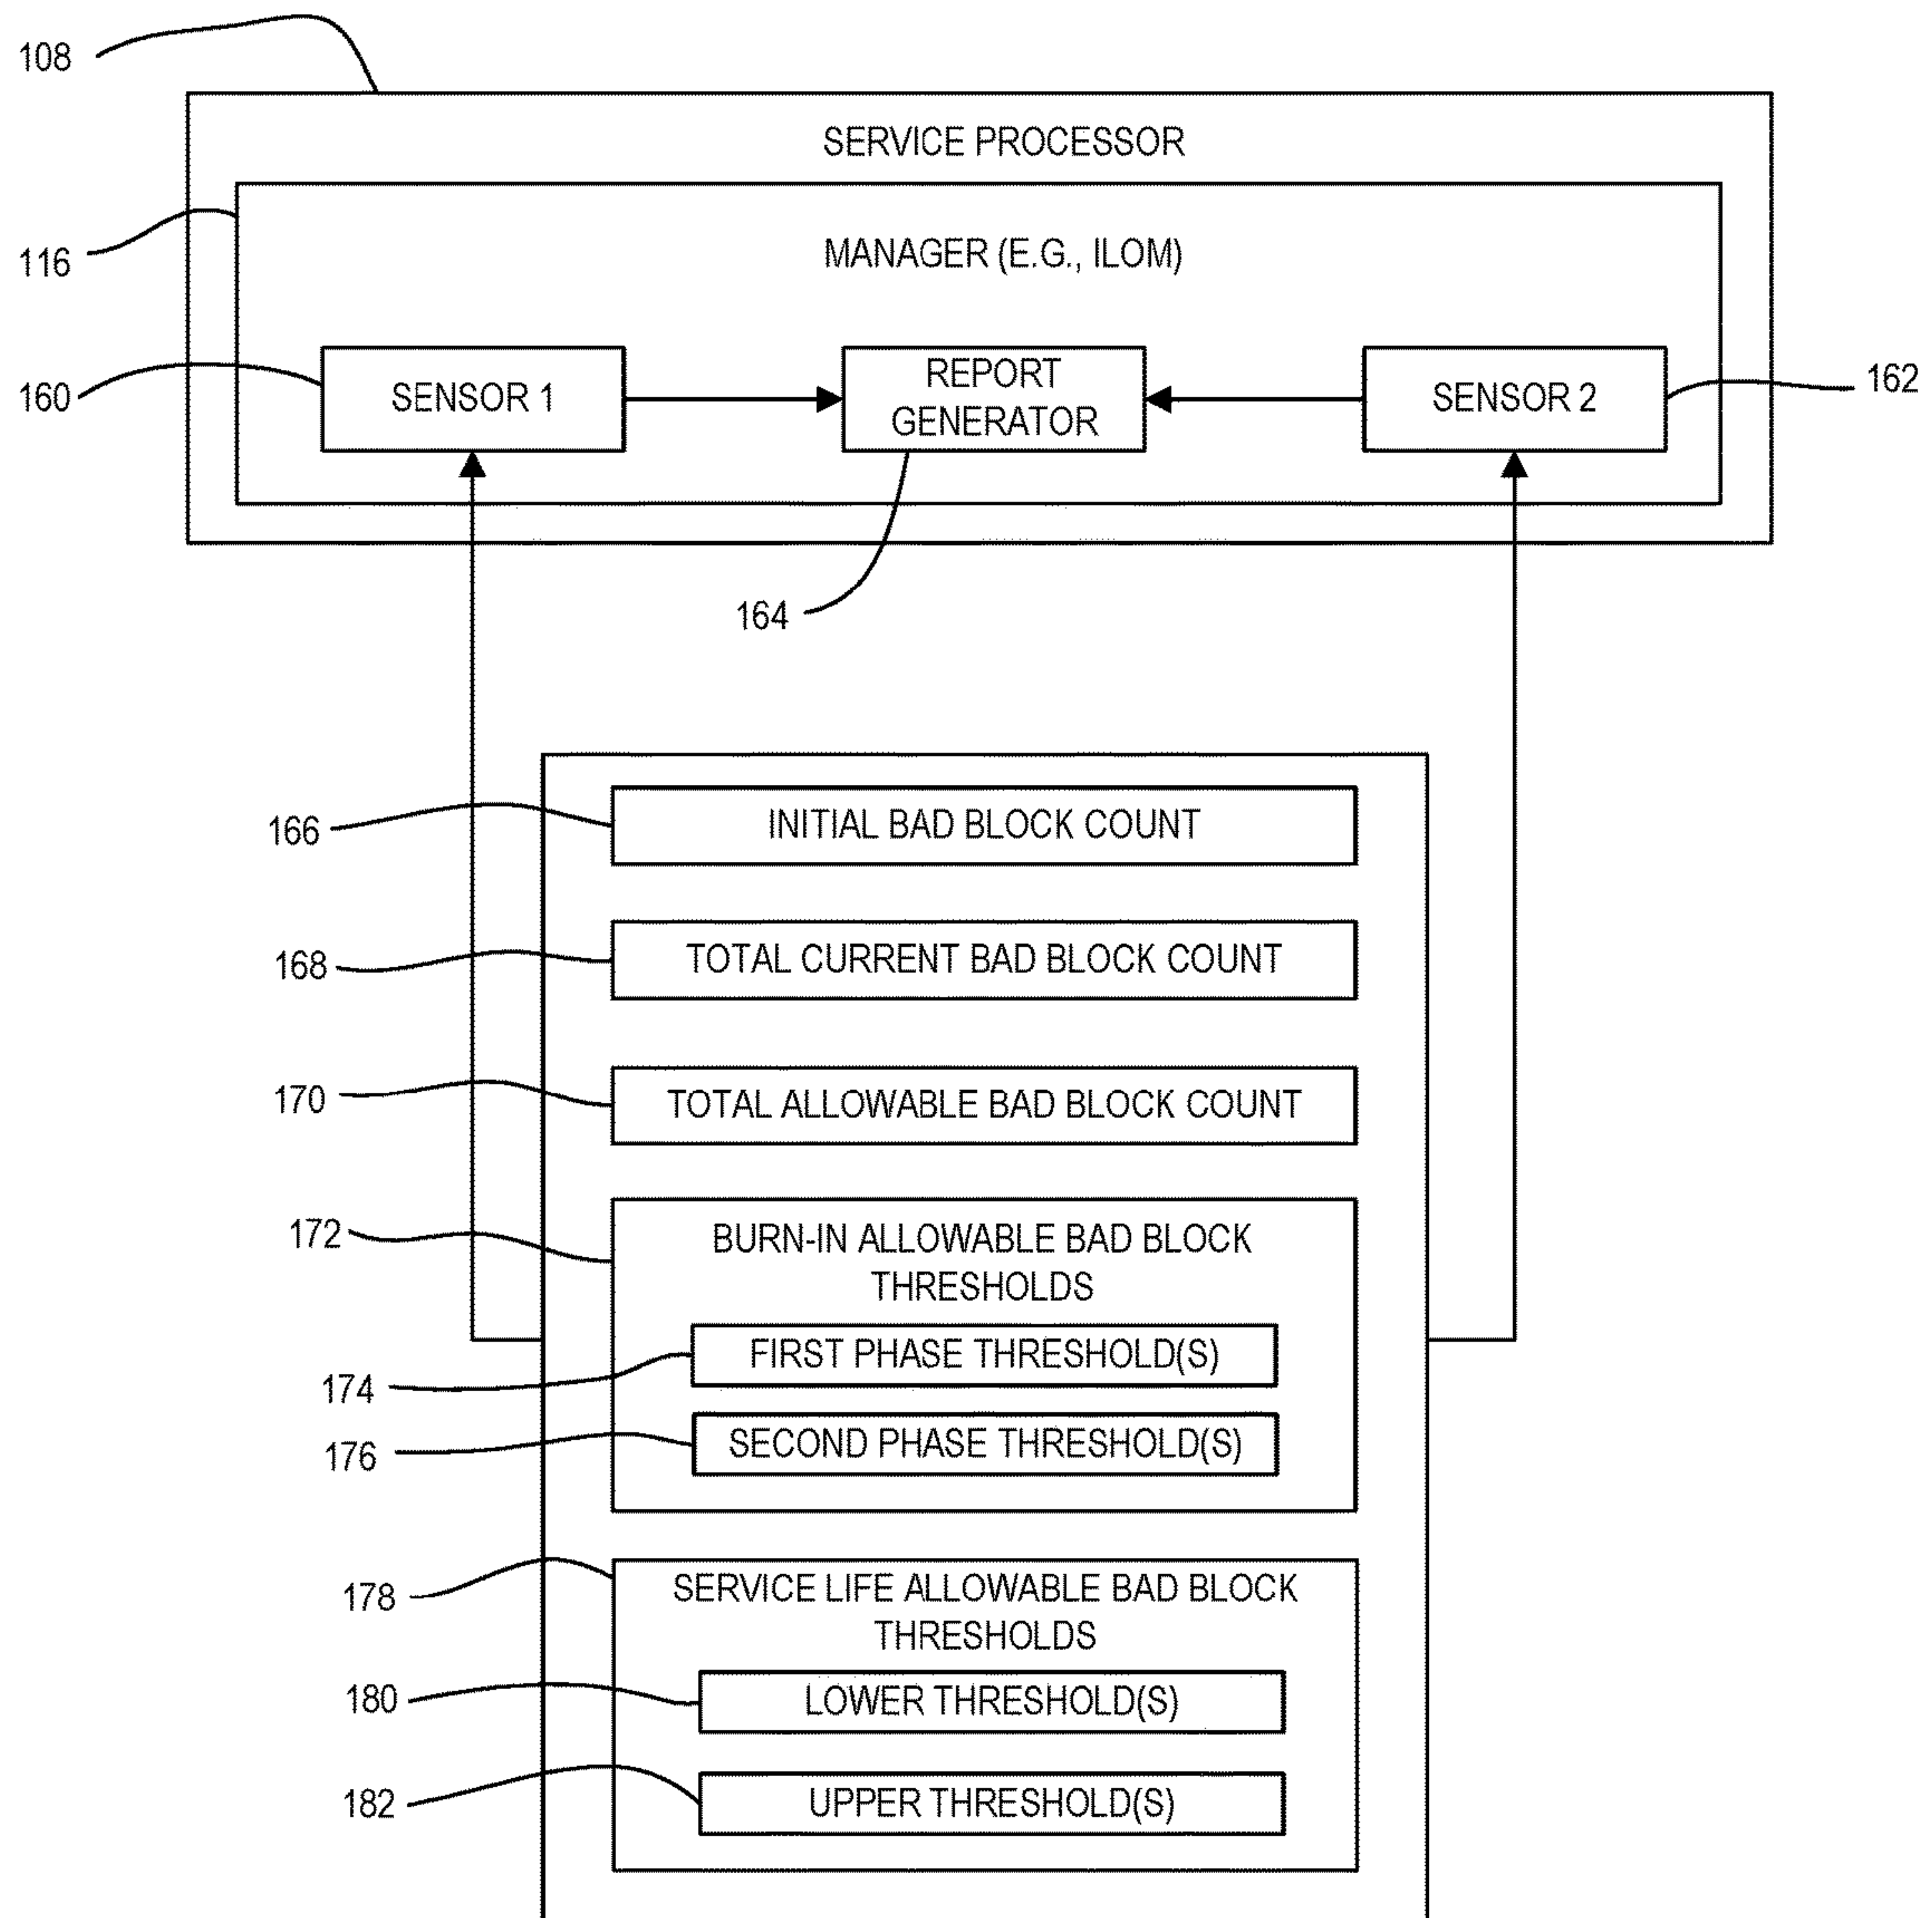 108
SERVICE PROCESSOR
116
MANAGER (E.G., ILOM)
160
SENSOR 1
REPORT
GENERATOR
SENSOR 2
162
164
166
INITIAL BAD BLOCK COUNT
168
TOTAL CURRENT BAD BLOCK COUNT
170
TOTAL ALLOWABLE BAD BLOCK COUNT
172
BURN-IN ALLOWABLE BAD BLOCK
THRESHOLDS
174
FIRST PHASE THRESHOLD(S)
176
SECOND PHASE THRESHOLD(S)
178
SERVICE LIFE ALLOWABLE BAD BLOCK
THRESHOLDS
180
LOWER THRESHOLD(S)
182
UPPER THRESHOLD(S)